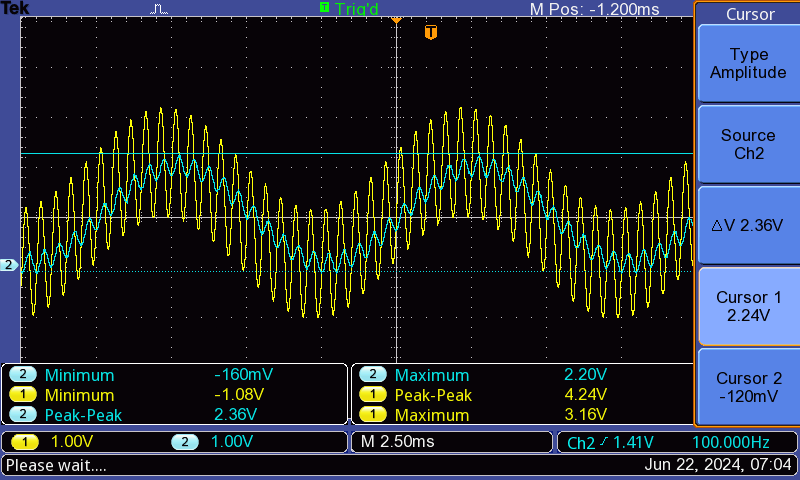 Tek
T Trig'd
M Pos: -1.200ms
Cursor
T
Type
Amplitude
Source
Ch2
△V 2.36V
2
Cursor 1
2.24V
Cursor 2
-120mV
2 Minimum -160mV
2 Maximum 2.20V
1 Minimum -1.08V
1 Peak-Peak 4.24V
2 Peak-Peak 2.36V
1 Maximum 3.16V
1 1.00V 2 1.00V M 2.50ms Ch2 1.41V 100.000Hz
Please wait.... Jun 22, 2024, 07:04